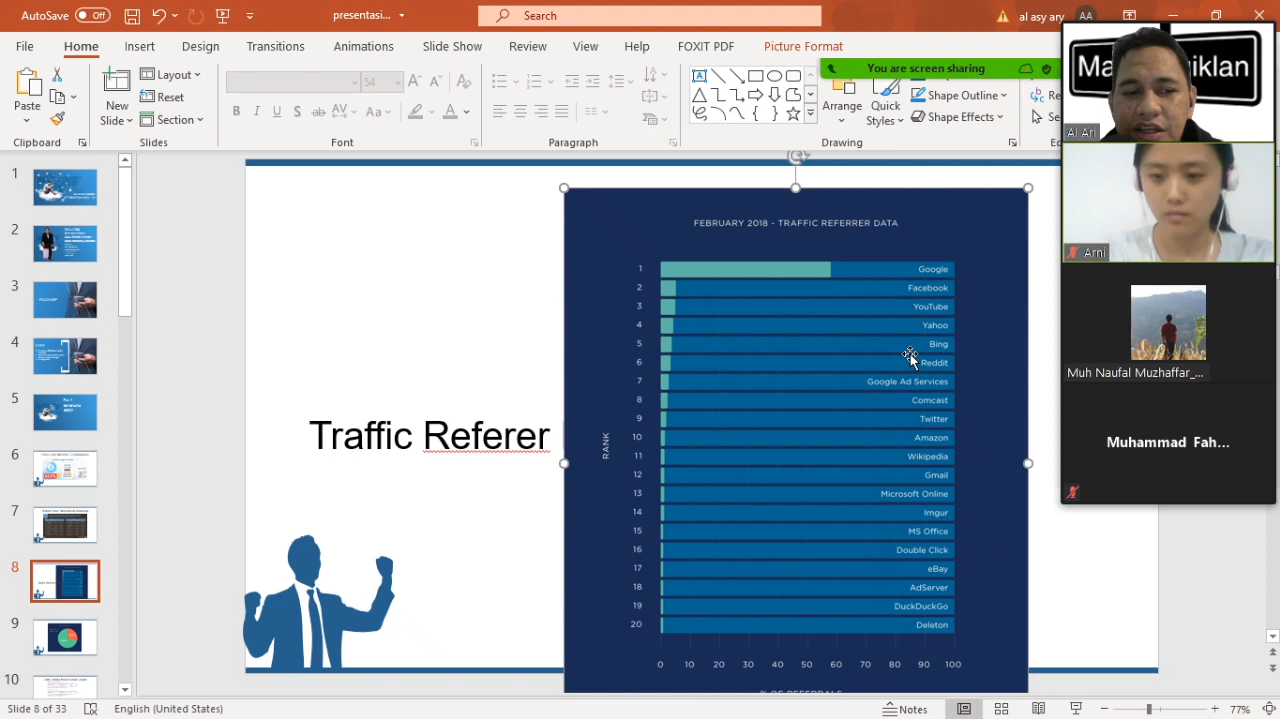 AutoSave Off
presentasi...
Search
al asy ar
AA
File Home Insert Design Transitions Animations Slide Show Review View Help FOXIT PDF Picture Format
You are screen sharing
Paste
New
Slide
Layout
Reset
Section
54
Arrange
Quick
Styles
Shape Outline
Shape Effects
Clipboard Slides Font Paragraph Drawing
Al Ari
Arni
Muh Naufal Muzhaffar_...
Muhammad Fah...
1
2
3
4
5
6
7
8
9
10
Traffic Referer
FEBRUARY 2018 - TRAFFIC REFERRER DATA
RANK
1 Google
2 Facebook
3 YouTube
4 Yahoo
5 Bing
6 Reddit
7 Google Ad Services
8 Comcast
9 Twitter
10 Amazon
11 Wikipedia
12 Gmail
13 Microsoft Online
14 Imgur
15 MS Office
16 Double Click
17 eBay
18 AdServer
19 DuckDuckGo
20 Deleton
0 10 20 30 40 50 60 70 80 90 100
% OF REFERRALS
Slide 8 of 33
English (United States)
Notes
77%